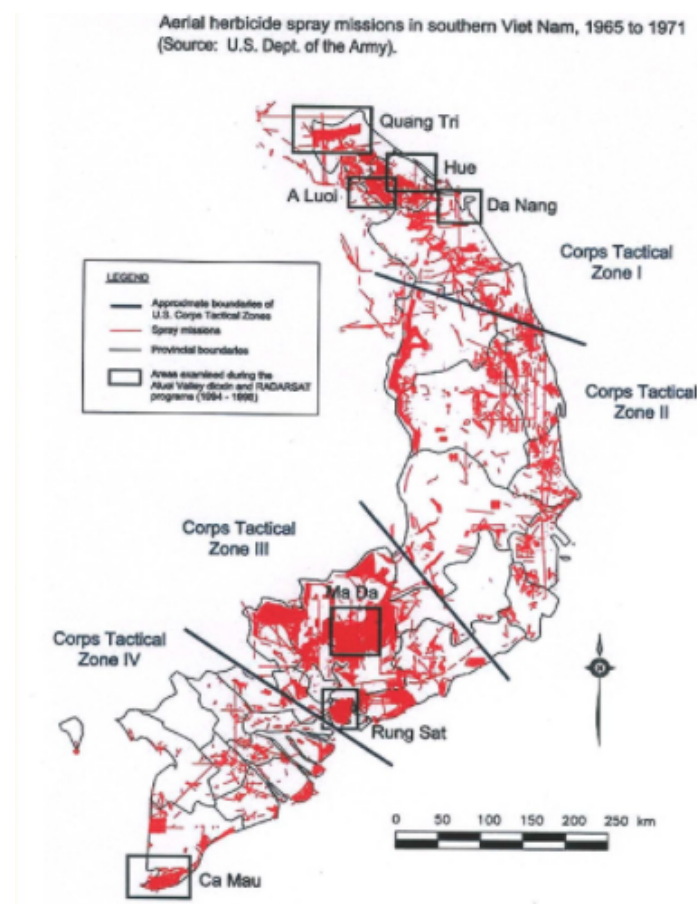 Aerial herbicide spray missions in southern Viet Nam, 1965 to 1971
(Source: U.S. Dept. of the Army).
Quang Tri
Hue
A Luoi
Da Nang
Corps Tactical
Zone I
LEGEND
Approximate boundaries of
U.S. Corps Tactical Zones
Spray missions
Provincial boundaries
Areas examined during the
Aluoi Valley dioxin and RADARSAT
programs (1994 - 1998)
Corps Tactical
Zone II
Corps Tactical
Zone III
Ma Da
Corps Tactical
Zone IV
N
Rung Sat
0 50 100 150 200 250 km
Ca Mau